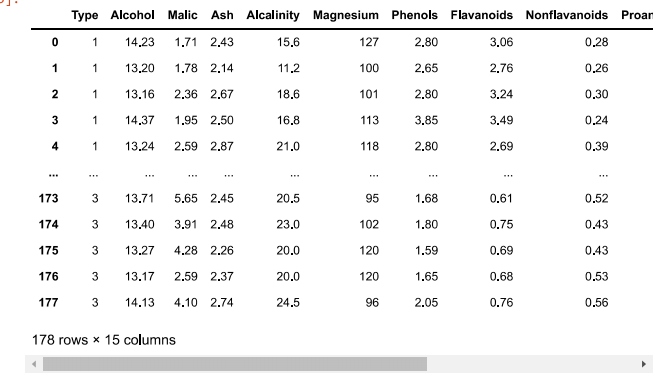 ]:
Type Alcohol Malic Ash Alcalinity Magnesium Phenols Flavanoids Nonflavanoids Proan
0 1 14.23 1.71 2.43 15.6 127 2.80 3.06 0.28
1 1 13.20 1.78 2.14 11.2 100 2.65 2.76 0.26
2 1 13.16 2.36 2.67 18.6 101 2.80 3.24 0.30
3 1 14.37 1.95 2.50 16.8 113 3.85 3.49 0.24
4 1 13.24 2.59 2.87 21.0 118 2.80 2.69 0.39
... ... ... ... ... ... ... ... ... ...
173 3 13.71 5.65 2.45 20.5 95 1.68 0.61 0.52
174 3 13.40 3.91 2.48 23.0 102 1.80 0.75 0.43
175 3 13.27 4.28 2.26 20.0 120 1.59 0.69 0.43
176 3 13.17 2.59 2.37 20.0 120 1.65 0.68 0.53
177 3 14.13 4.10 2.74 24.5 96 2.05 0.76 0.56
178 rows × 15 columns